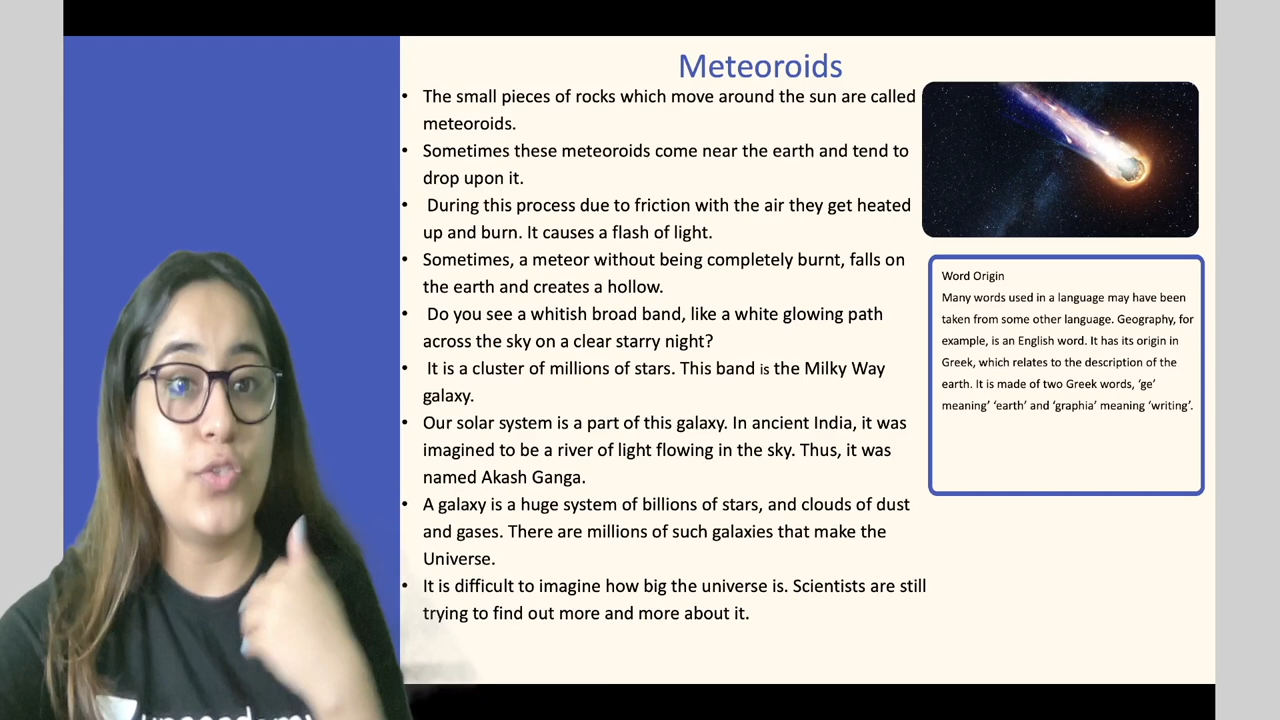 Meteoroids
• The small pieces of rocks which move around the sun are called
meteoroids.
• Sometimes these meteoroids come near the earth and tend to
drop upon it.
• During this process due to friction with the air they get heated
up and burn. It causes a flash of light.
• Sometimes, a meteor without being completely burnt, falls on
the earth and creates a hollow.
• Do you see a whitish broad band, like a white glowing path
across the sky on a clear starry night?
• It is a cluster of millions of stars. This band is the Milky Way
galaxy.
• Our solar system is a part of this galaxy. In ancient India, it was
imagined to be a river of light flowing in the sky. Thus, it was
named Akash Ganga.
• A galaxy is a huge system of billions of stars, and clouds of dust
and gases. There are millions of such galaxies that make the
Universe.
• It is difficult to imagine how big the universe is. Scientists are still
trying to find out more and more about it.
Word Origin
Many words used in a language may have been
taken from some other language. Geography, for
example, is an English word. It has its origin in
Greek, which relates to the description of the
earth. It is made of two Greek words, ‘ge’
meaning’ ‘earth’ and ‘graphia’ meaning ‘writing’.